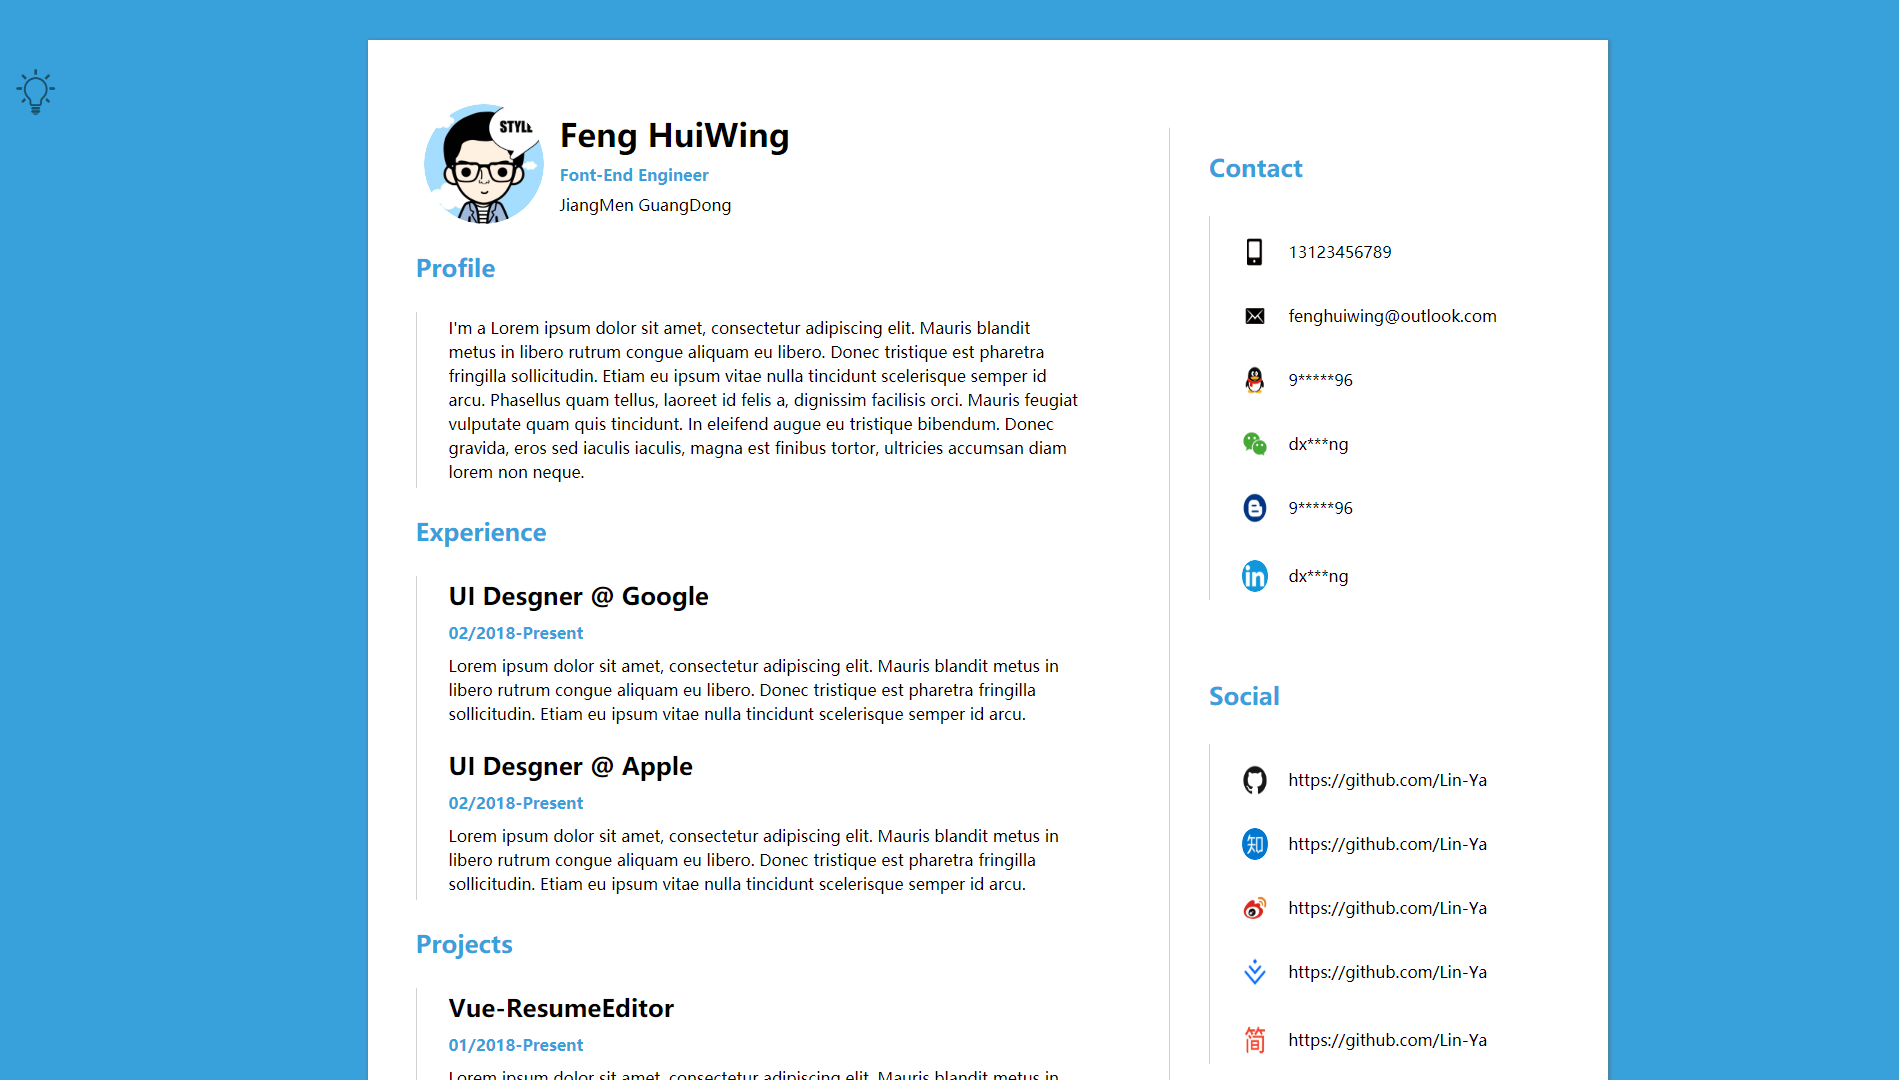 STYLE
Feng HuiWing
Font-End Engineer
JiangMen GuangDong
Profile
I'm a Lorem ipsum dolor sit amet, consectetur adipiscing elit. Mauris blandit
metus in libero rutrum congue aliquam eu libero. Donec tristique est pharetra
fringilla sollicitudin. Etiam eu ipsum vitae nulla tincidunt scelerisque semper id
arcu. Phasellus quam tellus, laoreet id felis a, dignissim facilisis orci. Mauris feugiat
vulputate quam quis tincidunt. In eleifend augue eu tristique bibendum. Donec
gravida, eros sed iaculis iaculis, magna est finibus tortor, ultricies accumsan diam
lorem non neque.
Experience
UI Desgner @ Google
02/2018-Present
Lorem ipsum dolor sit amet, consectetur adipiscing elit. Mauris blandit metus in
libero rutrum congue aliquam eu libero. Donec tristique est pharetra fringilla
sollicitudin. Etiam eu ipsum vitae nulla tincidunt scelerisque semper id arcu.
UI Desgner @ Apple
02/2018-Present
Lorem ipsum dolor sit amet, consectetur adipiscing elit. Mauris blandit metus in
libero rutrum congue aliquam eu libero. Donec tristique est pharetra fringilla
sollicitudin. Etiam eu ipsum vitae nulla tincidunt scelerisque semper id arcu.
Projects
Vue-ResumeEditor
01/2018-Present
Lorem ipsum dolor sit amet, consectetur adipiscing elit. Mauris blandit metus in
Contact
13123456789
fenghuiwing@outlook.com
9*****96
dx***ng
9*****96
in
dx***ng
Social
https://github.com/Lin-Ya
知
https://github.com/Lin-Ya
https://github.com/Lin-Ya
https://github.com/Lin-Ya
简
https://github.com/Lin-Ya